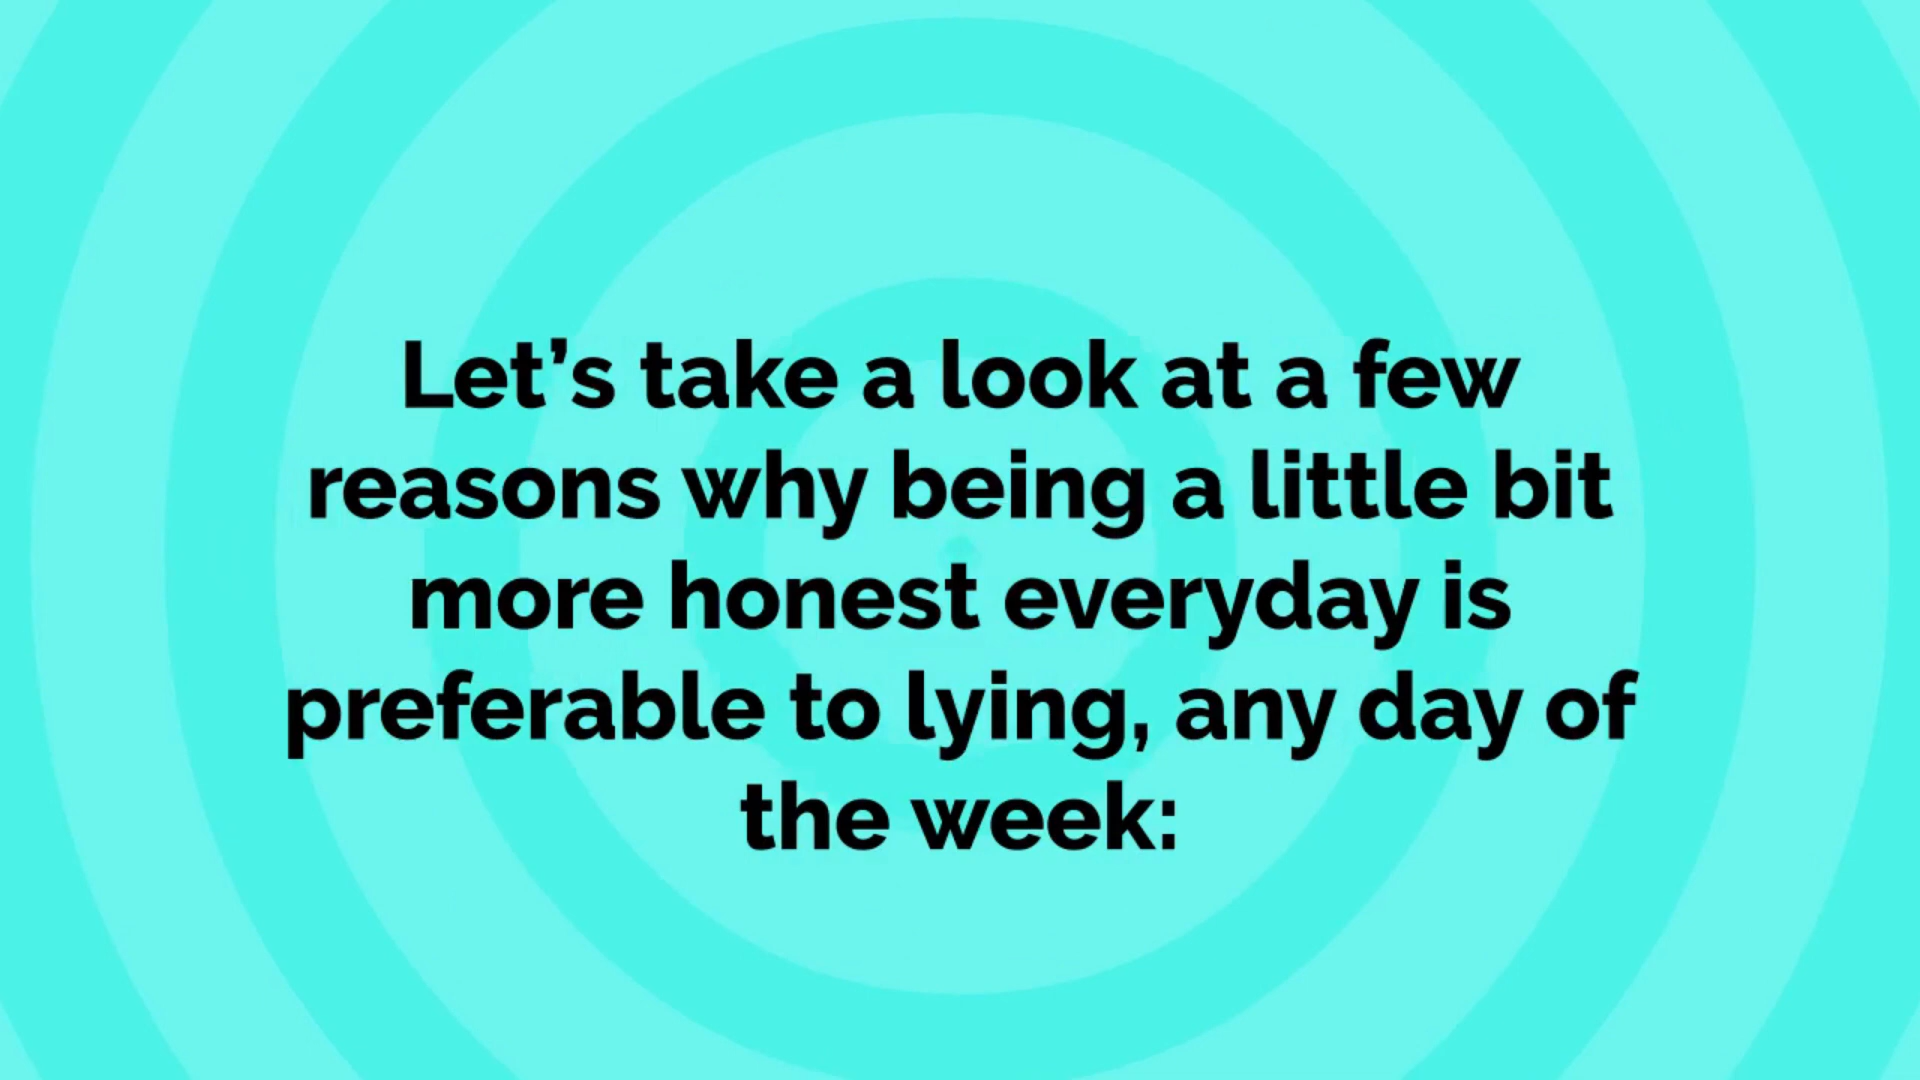 Let’s take a look at a few
reasons why being a little bit
more honest everyday is
preferable to lying, any day of
the week: